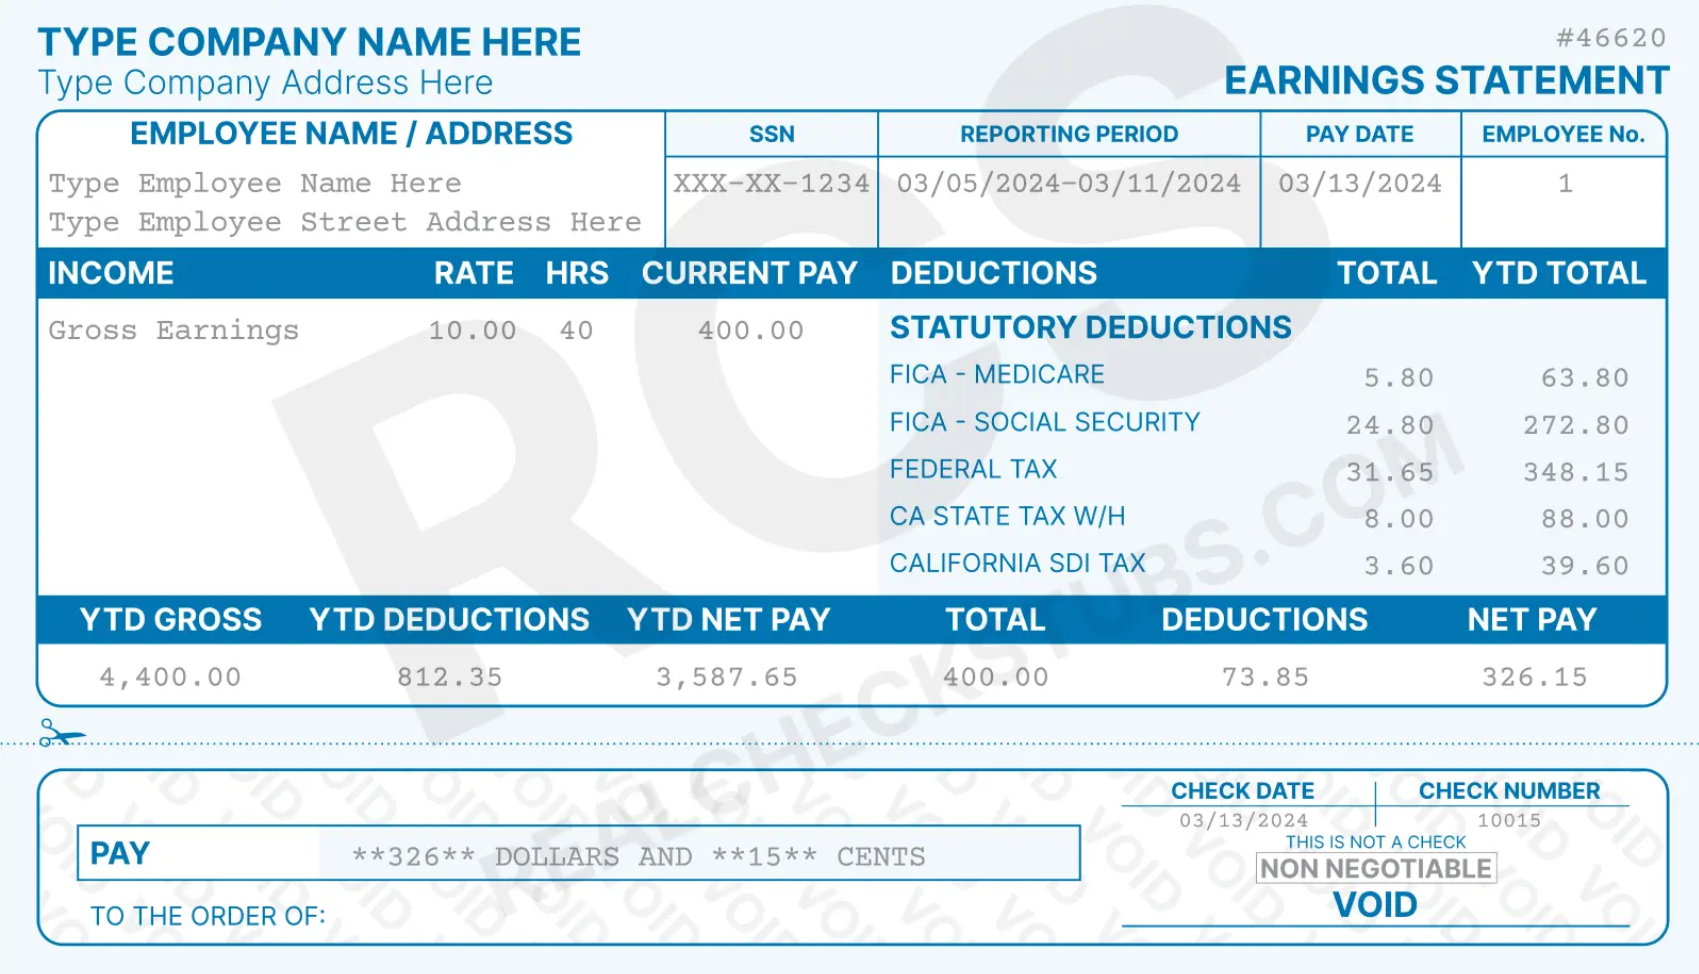 TYPE COMPANY NAME HERE
#46620
Type Company Address Here
EARNINGS STATEMENT
EMPLOYEE NAME / ADDRESS SSN REPORTING PERIOD PAY DATE EMPLOYEE No.
Type Employee Name Here XXX-XX-1234 03/05/2024-03/11/2024 03/13/2024 1
Type Employee Street Address Here
INCOME RATE HRS CURRENT PAY DEDUCTIONS TOTAL YTD TOTAL
Gross Earnings 10.00 40 400.00 STATUTORY DEDUCTIONS
FICA - MEDICARE 5.80 63.80
FICA - SOCIAL SECURITY 24.80 272.80
FEDERAL TAX 31.65 348.15
CA STATE TAX W/H 8.00 88.00
CALIFORNIA SDI TAX 3.60 39.60
YTD GROSS YTD DEDUCTIONS YTD NET PAY TOTAL DEDUCTIONS NET PAY
4,400.00 812.35 3,587.65 400.00 73.85 326.15
CHECK DATE CHECK NUMBER
03/13/2024 10015
THIS IS NOT A CHECK
PAY **326** DOLLARS AND **15** CENTS
NON NEGOTIABLE
VOID
TO THE ORDER OF:
RCS
REALCHECKSTUBS.COM